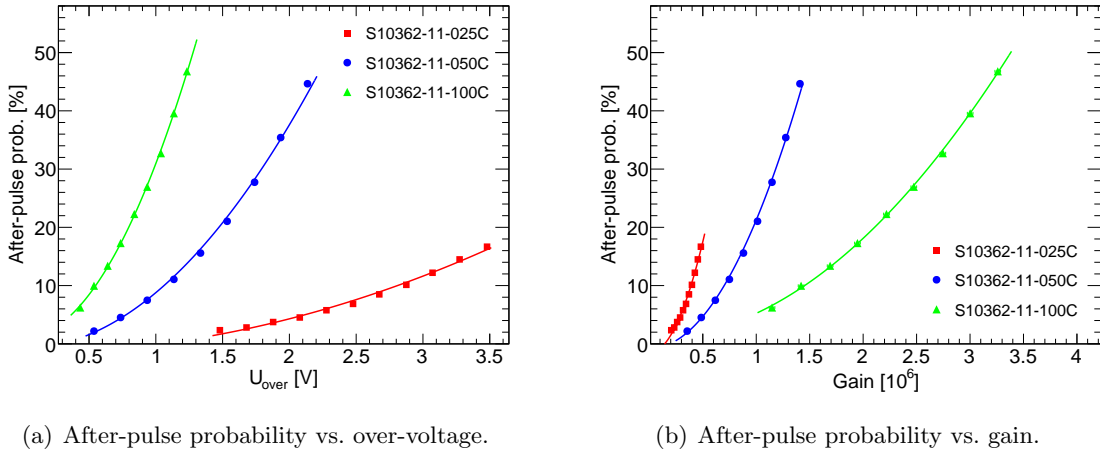 After-pulse prob. [%]
50
40
30
20
10
0
0.5 1 1.5 2 2.5 3 3.5
U_over [V]
S10362-11-025C
S10362-11-050C
S10362-11-100C
(a) After-pulse probability vs. over-voltage.
After-pulse prob. [%]
50
40
30
20
10
0
0.5 1 1.5 2 2.5 3 3.5 4
Gain [10⁶]
S10362-11-025C
S10362-11-050C
S10362-11-100C
(b) After-pulse probability vs. gain.